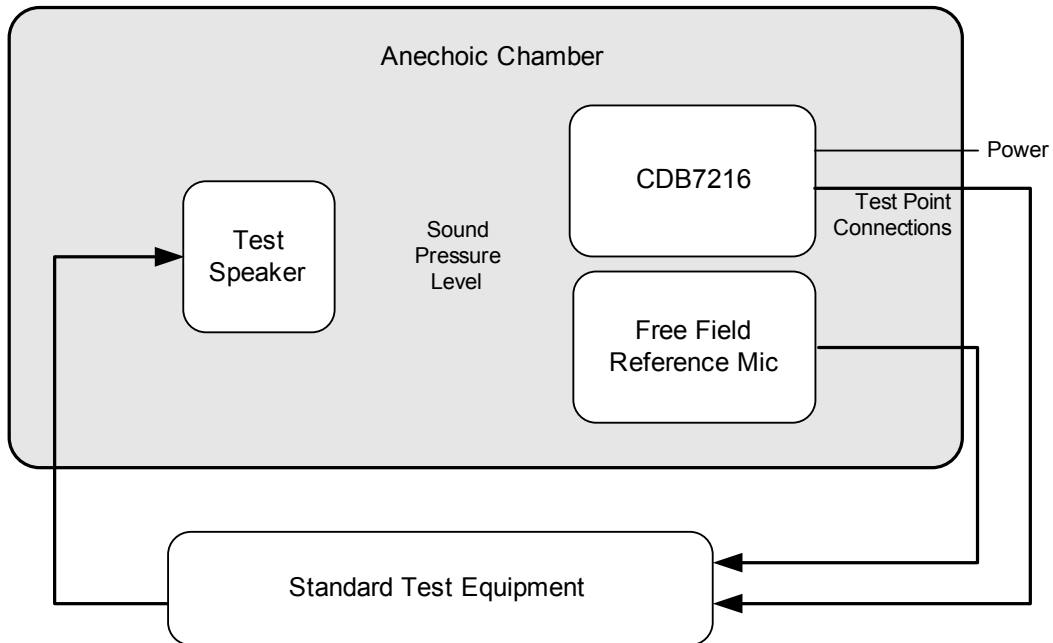 Anechoic Chamber
CDB7216
Power
Test Point
Connections
Test
Speaker
Sound
Pressure
Level
Free Field
Reference Mic
Standard Test Equipment